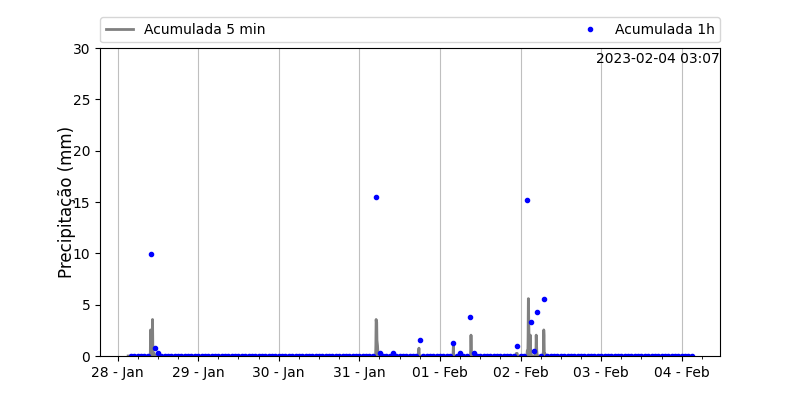 Acumulada 5 min
Acumulada 1h
2023-02-04 03:07
Precipitação (mm)
30
25
20
15
10
5
0
28 - Jan
29 - Jan
30 - Jan
31 - Jan
01 - Feb
02 - Feb
03 - Feb
04 - Feb